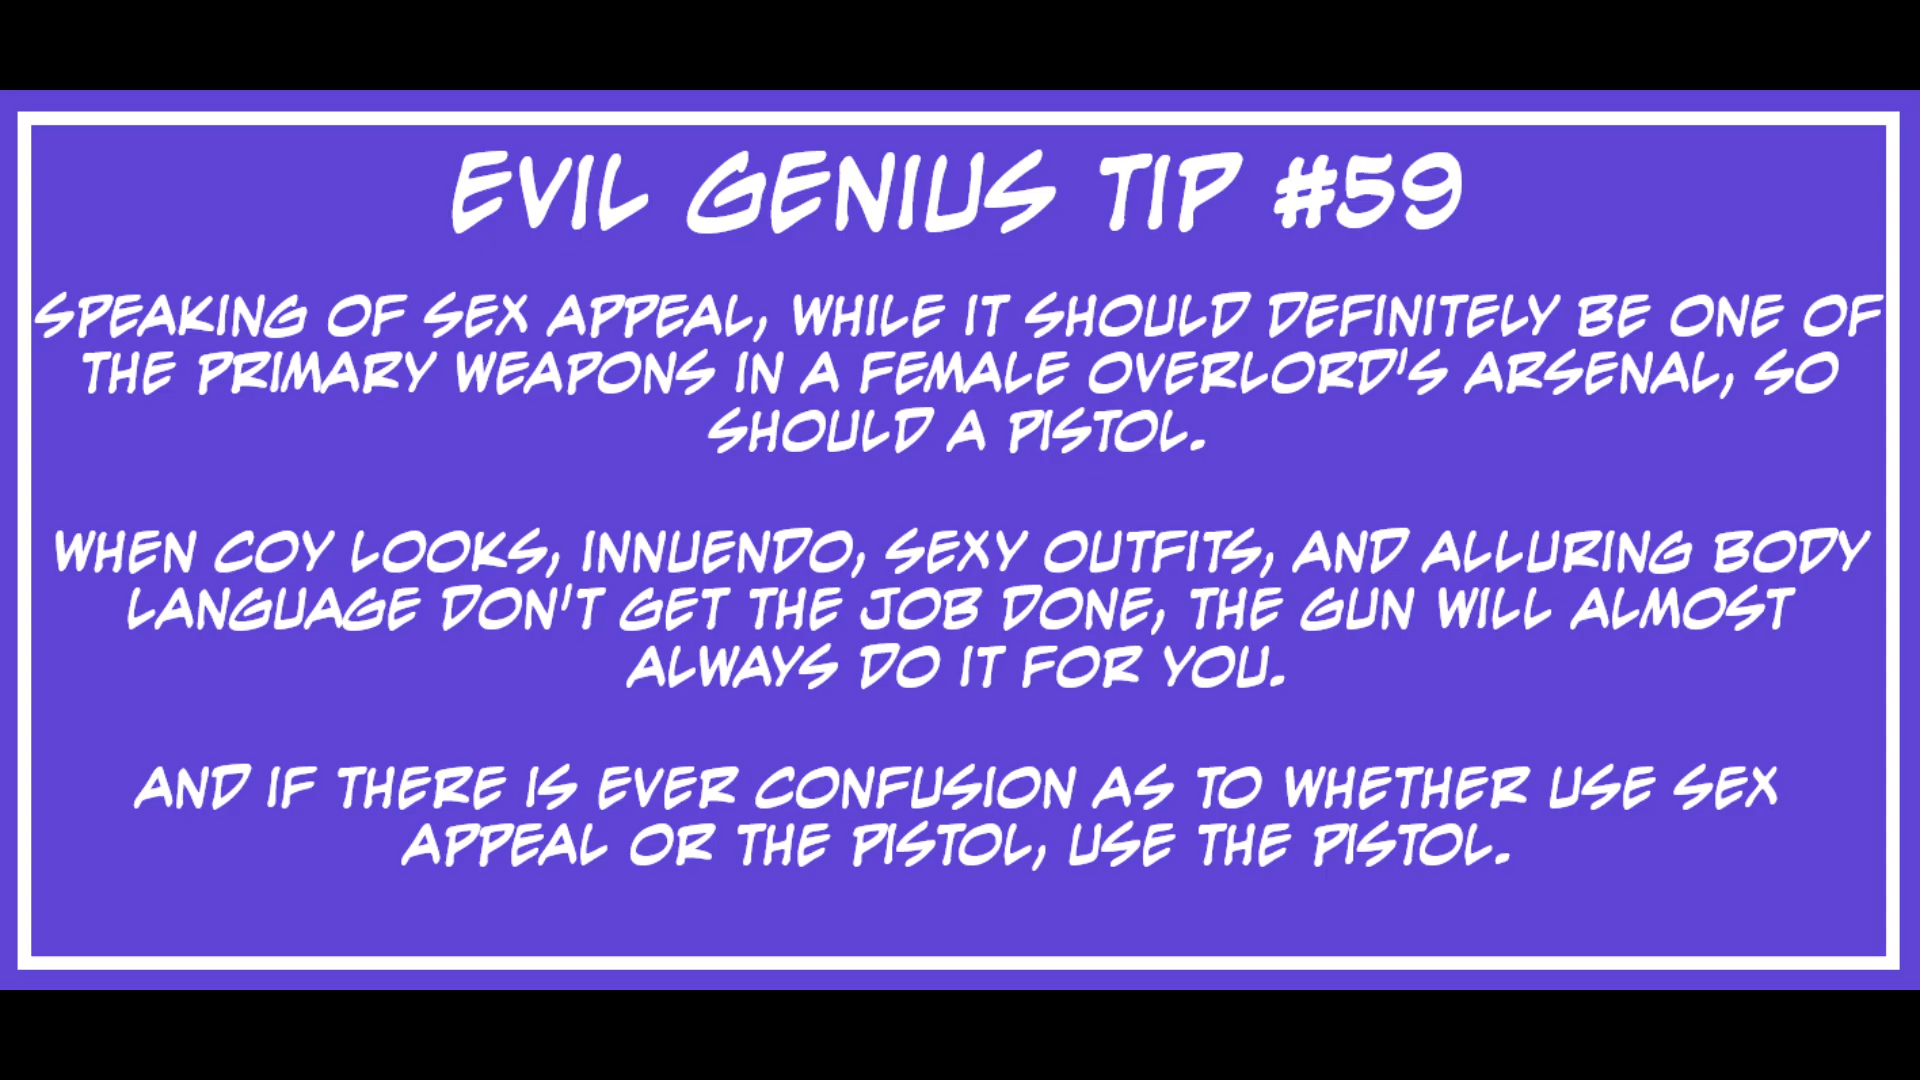 EVIL GENIUS TIP #59
SPEAKING OF SEX APPEAL, WHILE IT SHOULD DEFINITELY BE ONE OF
THE PRIMARY WEAPONS IN A FEMALE OVERLORD'S ARSENAL, SO
SHOULD A PISTOL.
WHEN COY LOOKS, INNUENDO, SEXY OUTFITS, AND ALLURING BODY
LANGUAGE DON'T GET THE JOB DONE, THE GUN WILL ALMOST
ALWAYS DO IT FOR YOU.
AND IF THERE IS EVER CONFUSION AS TO WHETHER USE SEX
APPEAL OR THE PISTOL, USE THE PISTOL.